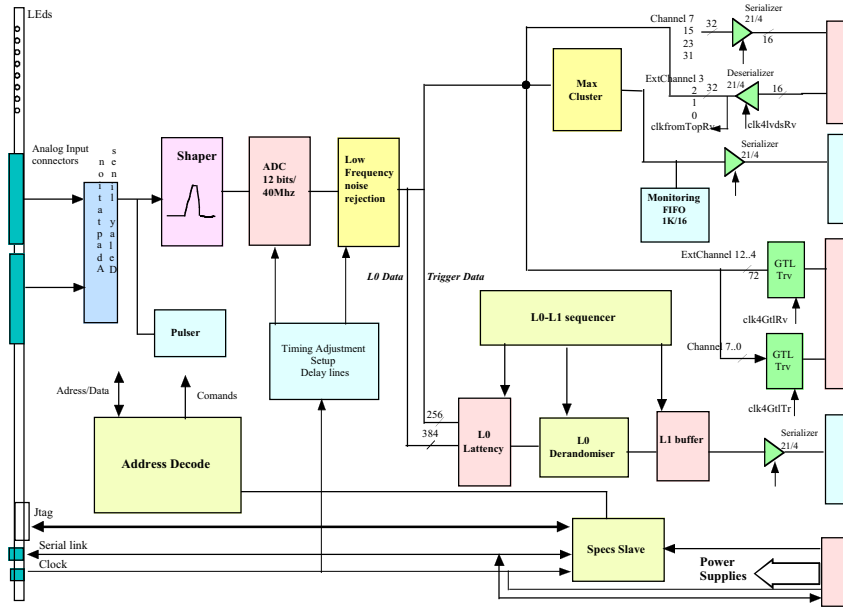 LEds
Channel 7
15
23
31
32
Serializer
21/4
16
ExtChannel 3
2
1
0
32
Deserializer
21/4
16
clkfromTopRv
clk4lvdsRv
Max
Cluster
Serializer
21/4
Analog Input
connectors
Adpatation
Delay lines
Shaper
ADC
12 bits/
40Mhz
Low
Frequency
noise
rejection
Monitoring
FIFO
1K/16
L0 Data
Trigger Data
ExtChannel 12..4
72
GTL
Trv
clk4GtlRv
Pulser
Timing Adjustment
Setup
Delay lines
L0-L1 sequencer
Channel 7..0
GTL
Trv
clk4GtlTr
Adress/Data
Comands
256
384
L0
Lattency
L0
Derandomiser
L1 buffer
Serializer
21/4
Address Decode
Jtag
Serial link
Clock
Specs Slave
Power
Supplies